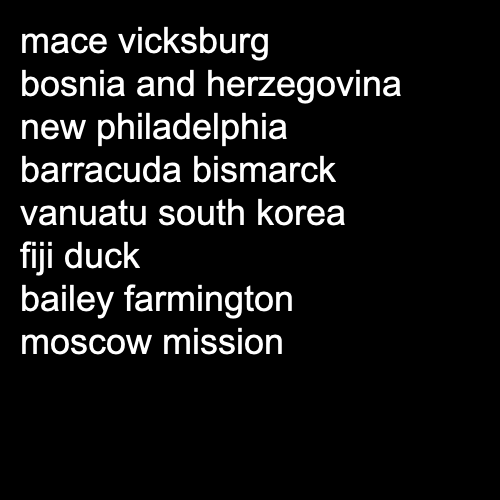 mace vicksburg
bosnia and herzegovina
new philadelphia
barracuda bismarck
vanuatu south korea
fiji duck
bailey farmington
moscow mission